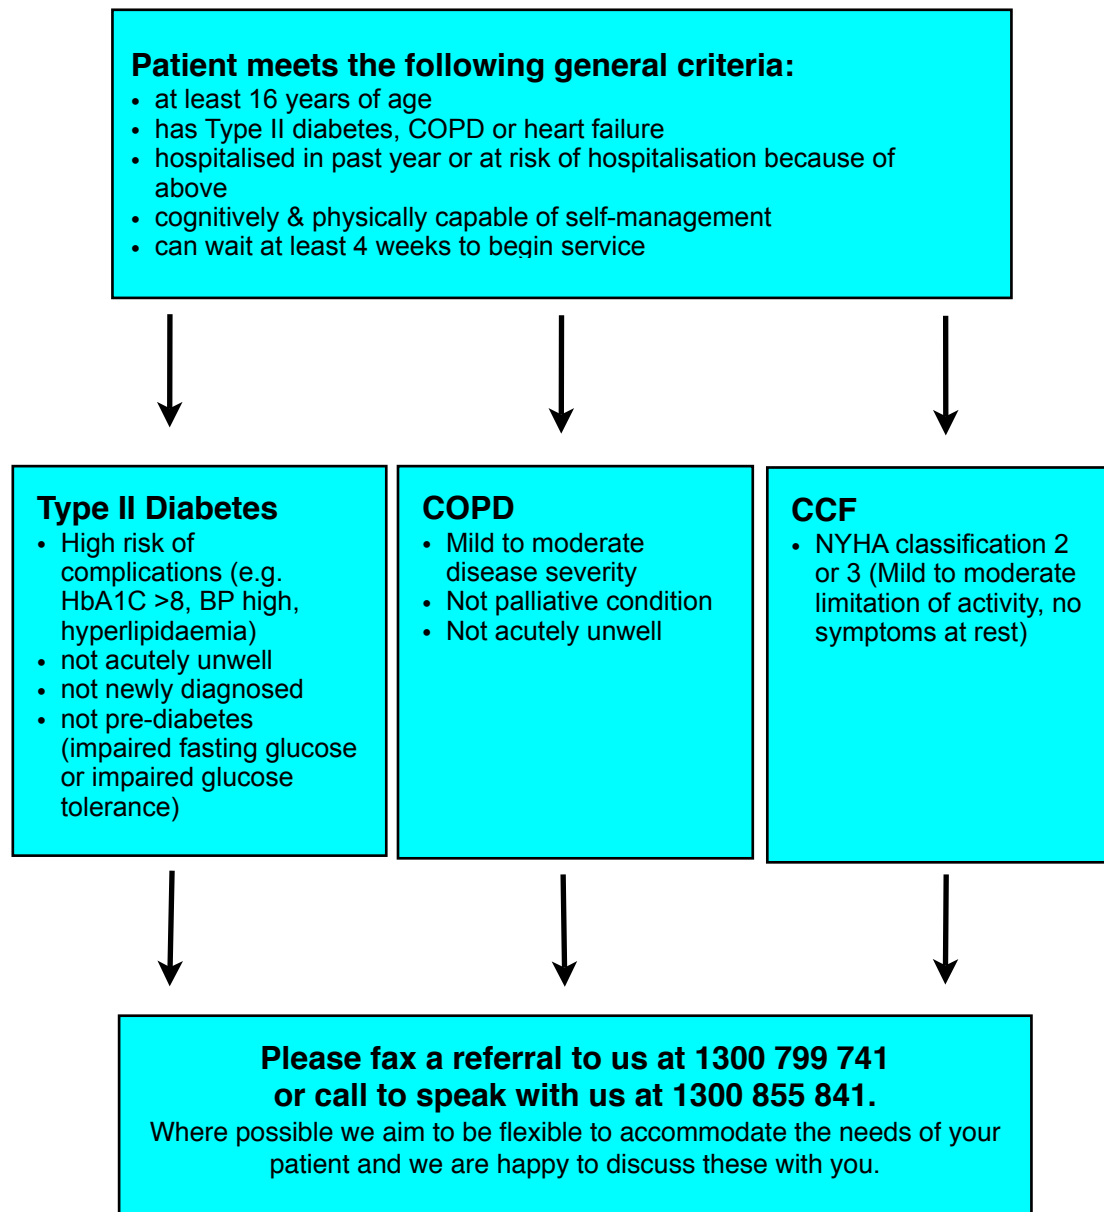 Patient meets the following general criteria:
• at least 16 years of age
• has Type II diabetes, COPD or heart failure
• hospitalised in past year or at risk of hospitalisation because of
above
• cognitively & physically capable of self-management
• can wait at least 4 weeks to begin service
Type II Diabetes
• High risk of
complications (e.g.
HbA1C >8, BP high,
hyperlipidaemia)
• not acutely unwell
• not newly diagnosed
• not pre-diabetes
(impaired fasting glucose
or impaired glucose
tolerance)
COPD
• Mild to moderate
disease severity
• Not palliative condition
• Not acutely unwell
CCF
• NYHA classification 2
or 3 (Mild to moderate
limitation of activity, no
symptoms at rest)
Please fax a referral to us at 1300 799 741
or call to speak with us at 1300 855 841.
Where possible we aim to be flexible to accommodate the needs of your
patient and we are happy to discuss these with you.